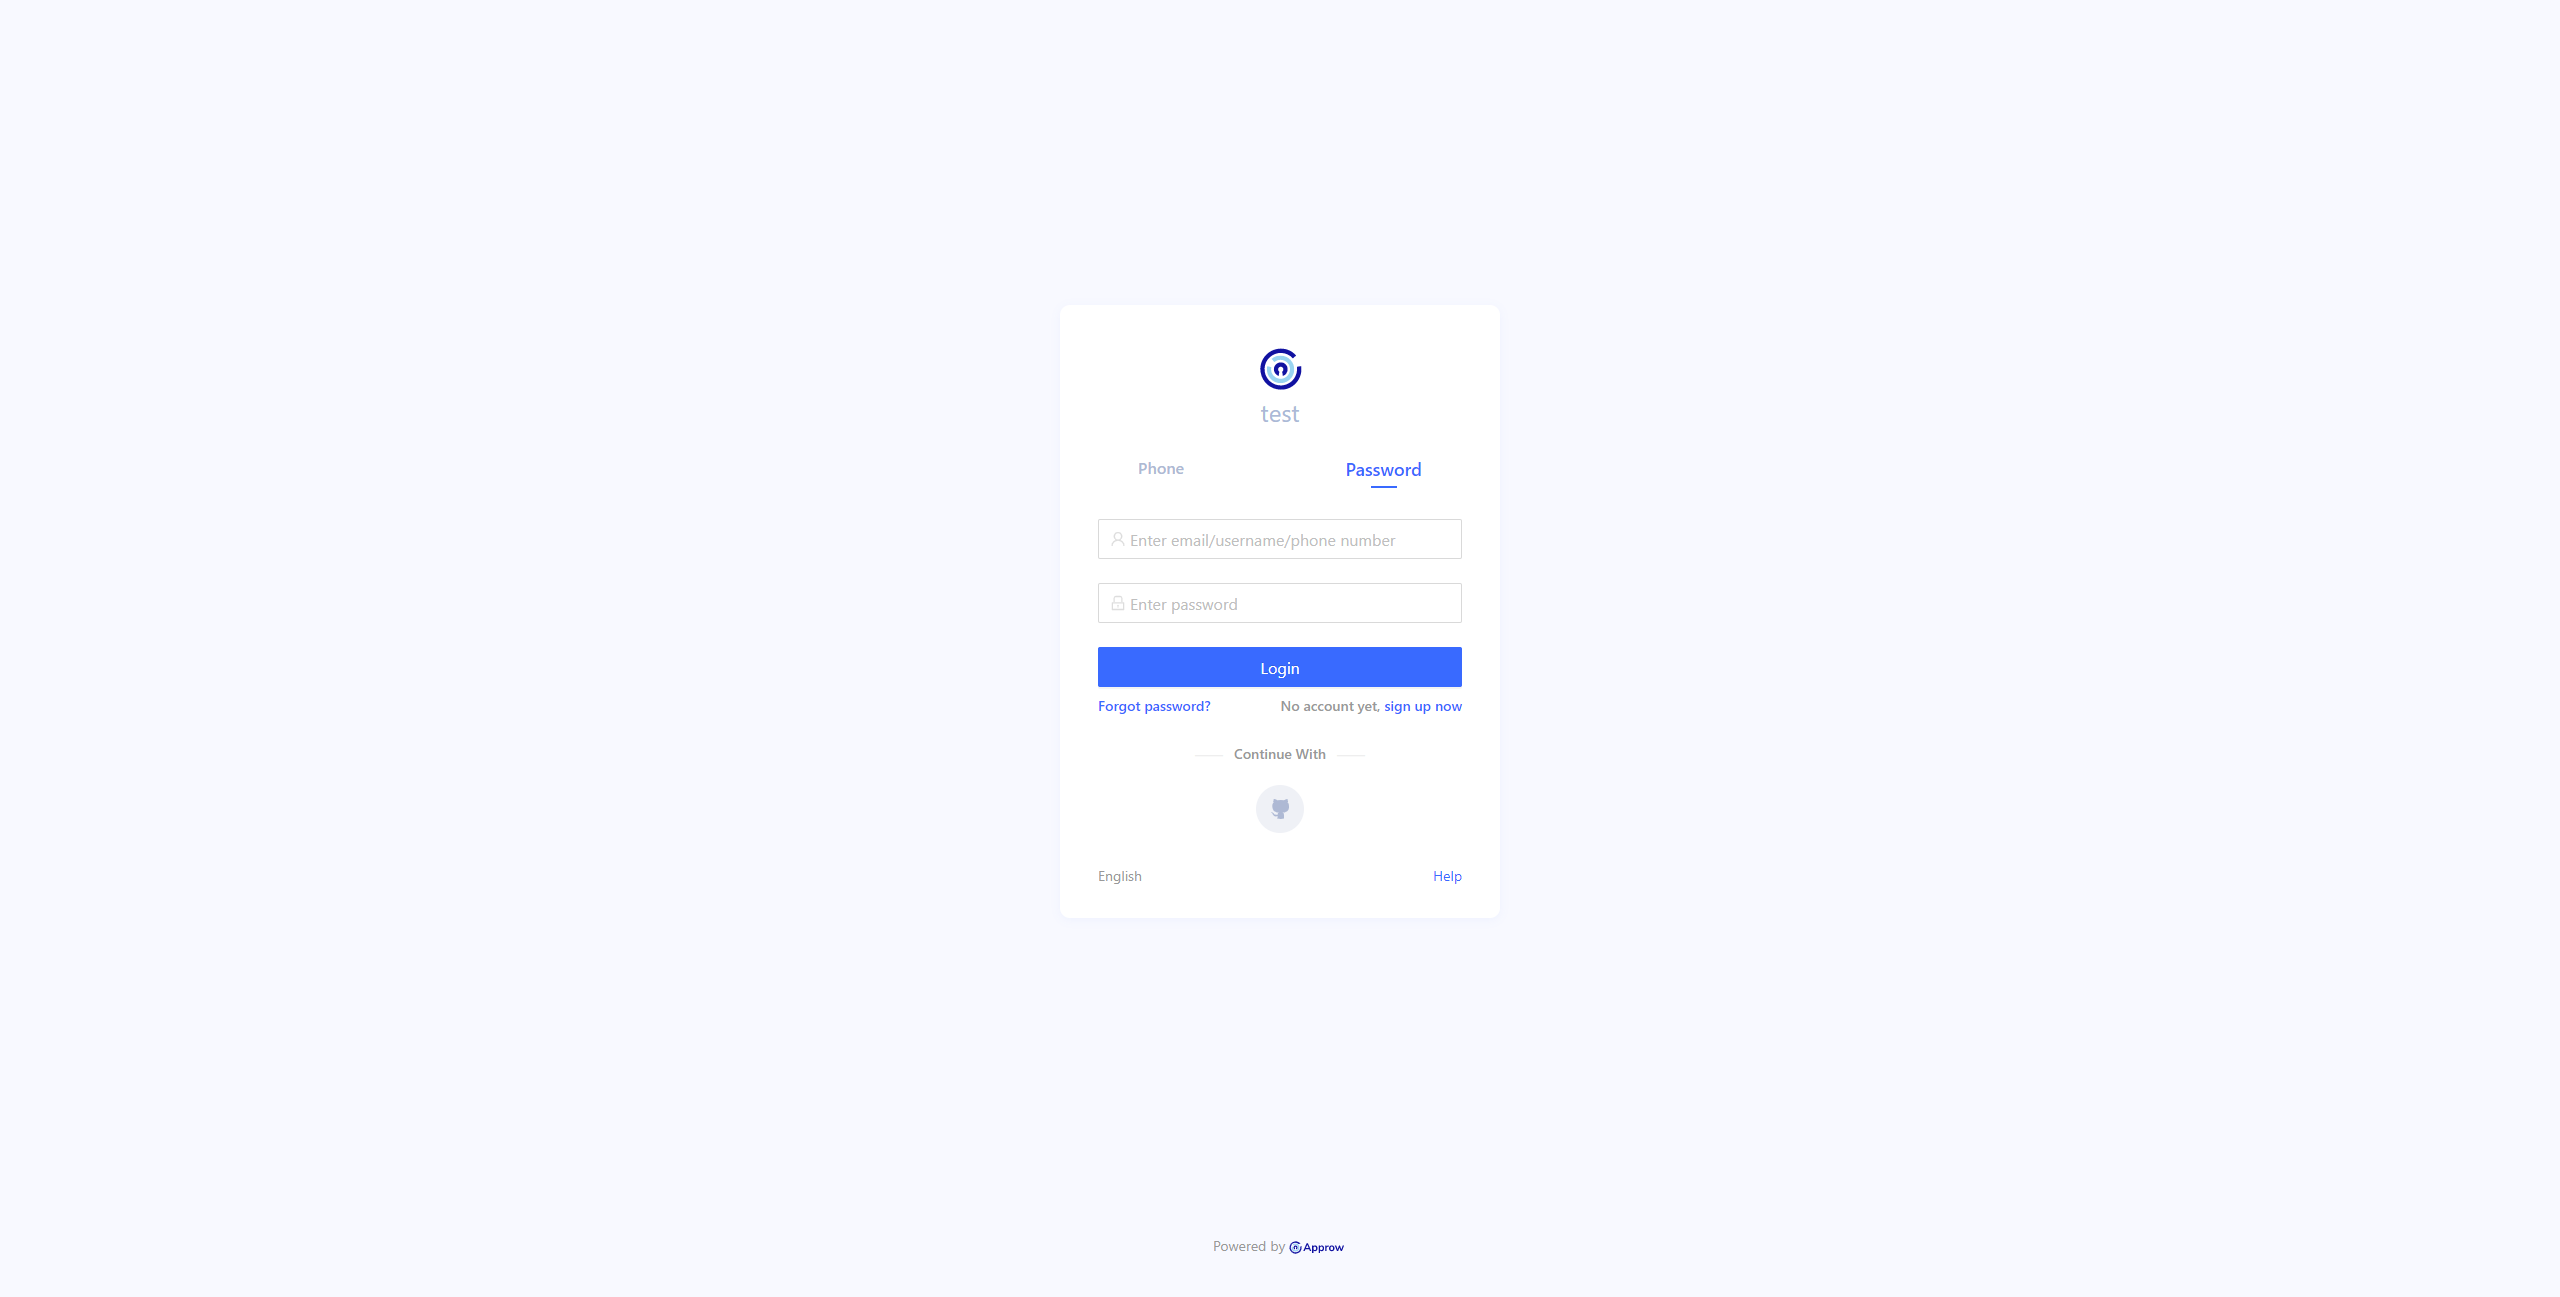 test
Phone Password
Enter email/username/phone number
Enter password
Login
Forgot password? No account yet, sign up now
Continue With
English Help
Powered by Approw